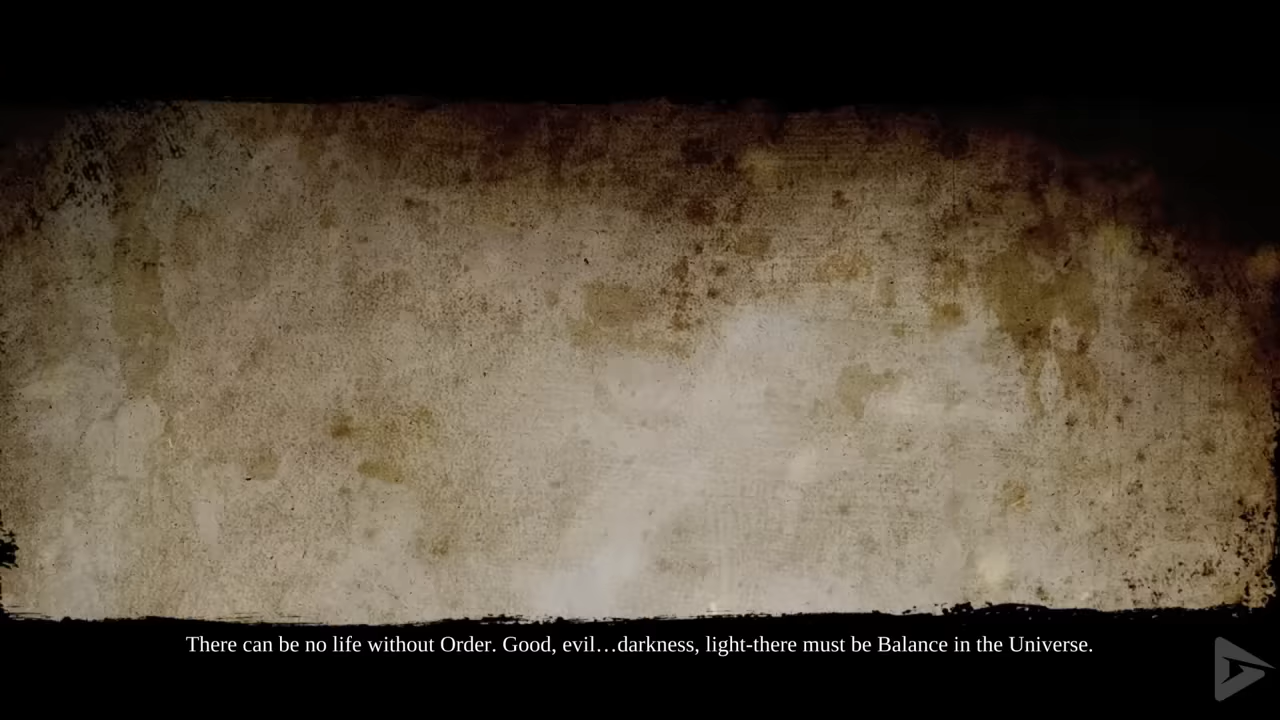 There can be no life without Order. Good, evil…darkness, light-there must be Balance in the Universe.